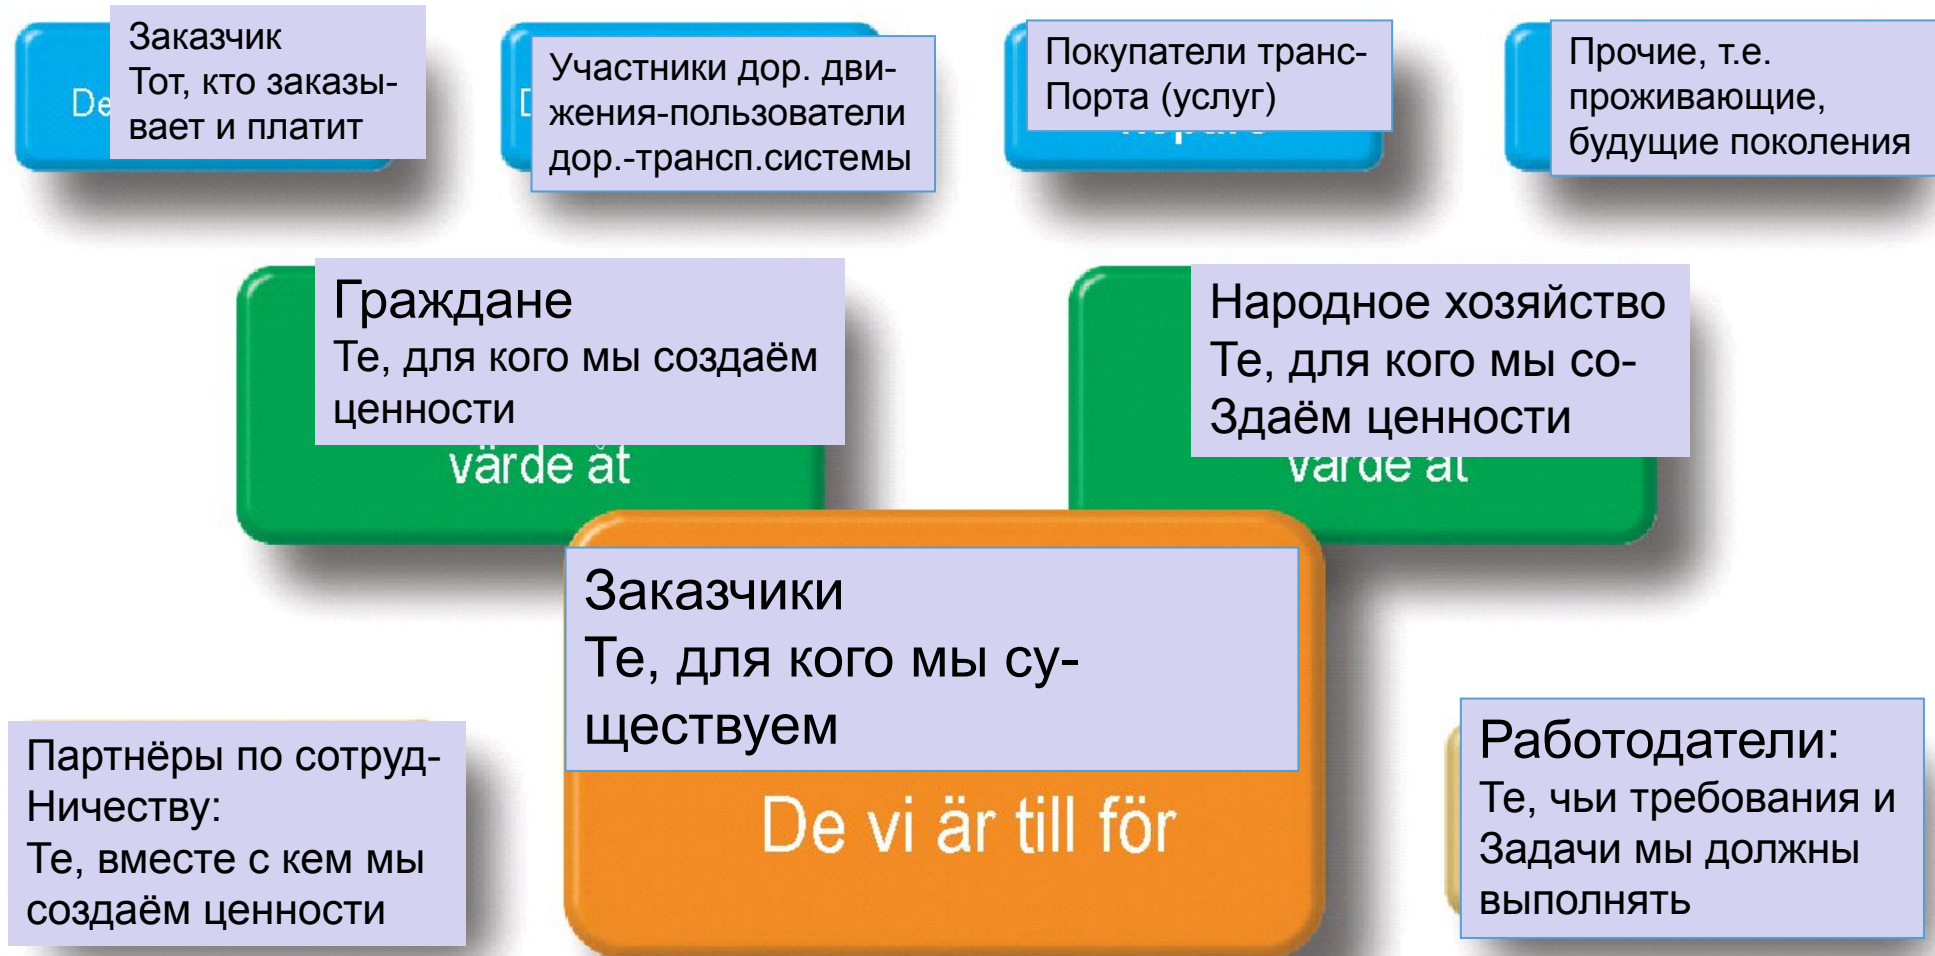 Заказчик
Тот, кто заказы-
вает и платит
De
Участники дор. дви-
жения-пользователи
дор.-трансп.системы
Покупатели транс-
Порта (услуг)
Прочие, т.е.
проживающие,
будущие поколения
Граждане
Те, для кого мы создаём
ценности
värde åt
Народное хозяйство
Те, для кого мы со-
Здаём ценности
värde åt
Заказчики
Те, для кого мы су-
ществуем
De vi är till för
Партнёры по сотруд-
Ничеству:
Те, вместе с кем мы
создаём ценности
Работодатели:
Те, чьи требования и
Задачи мы должны
выполнять